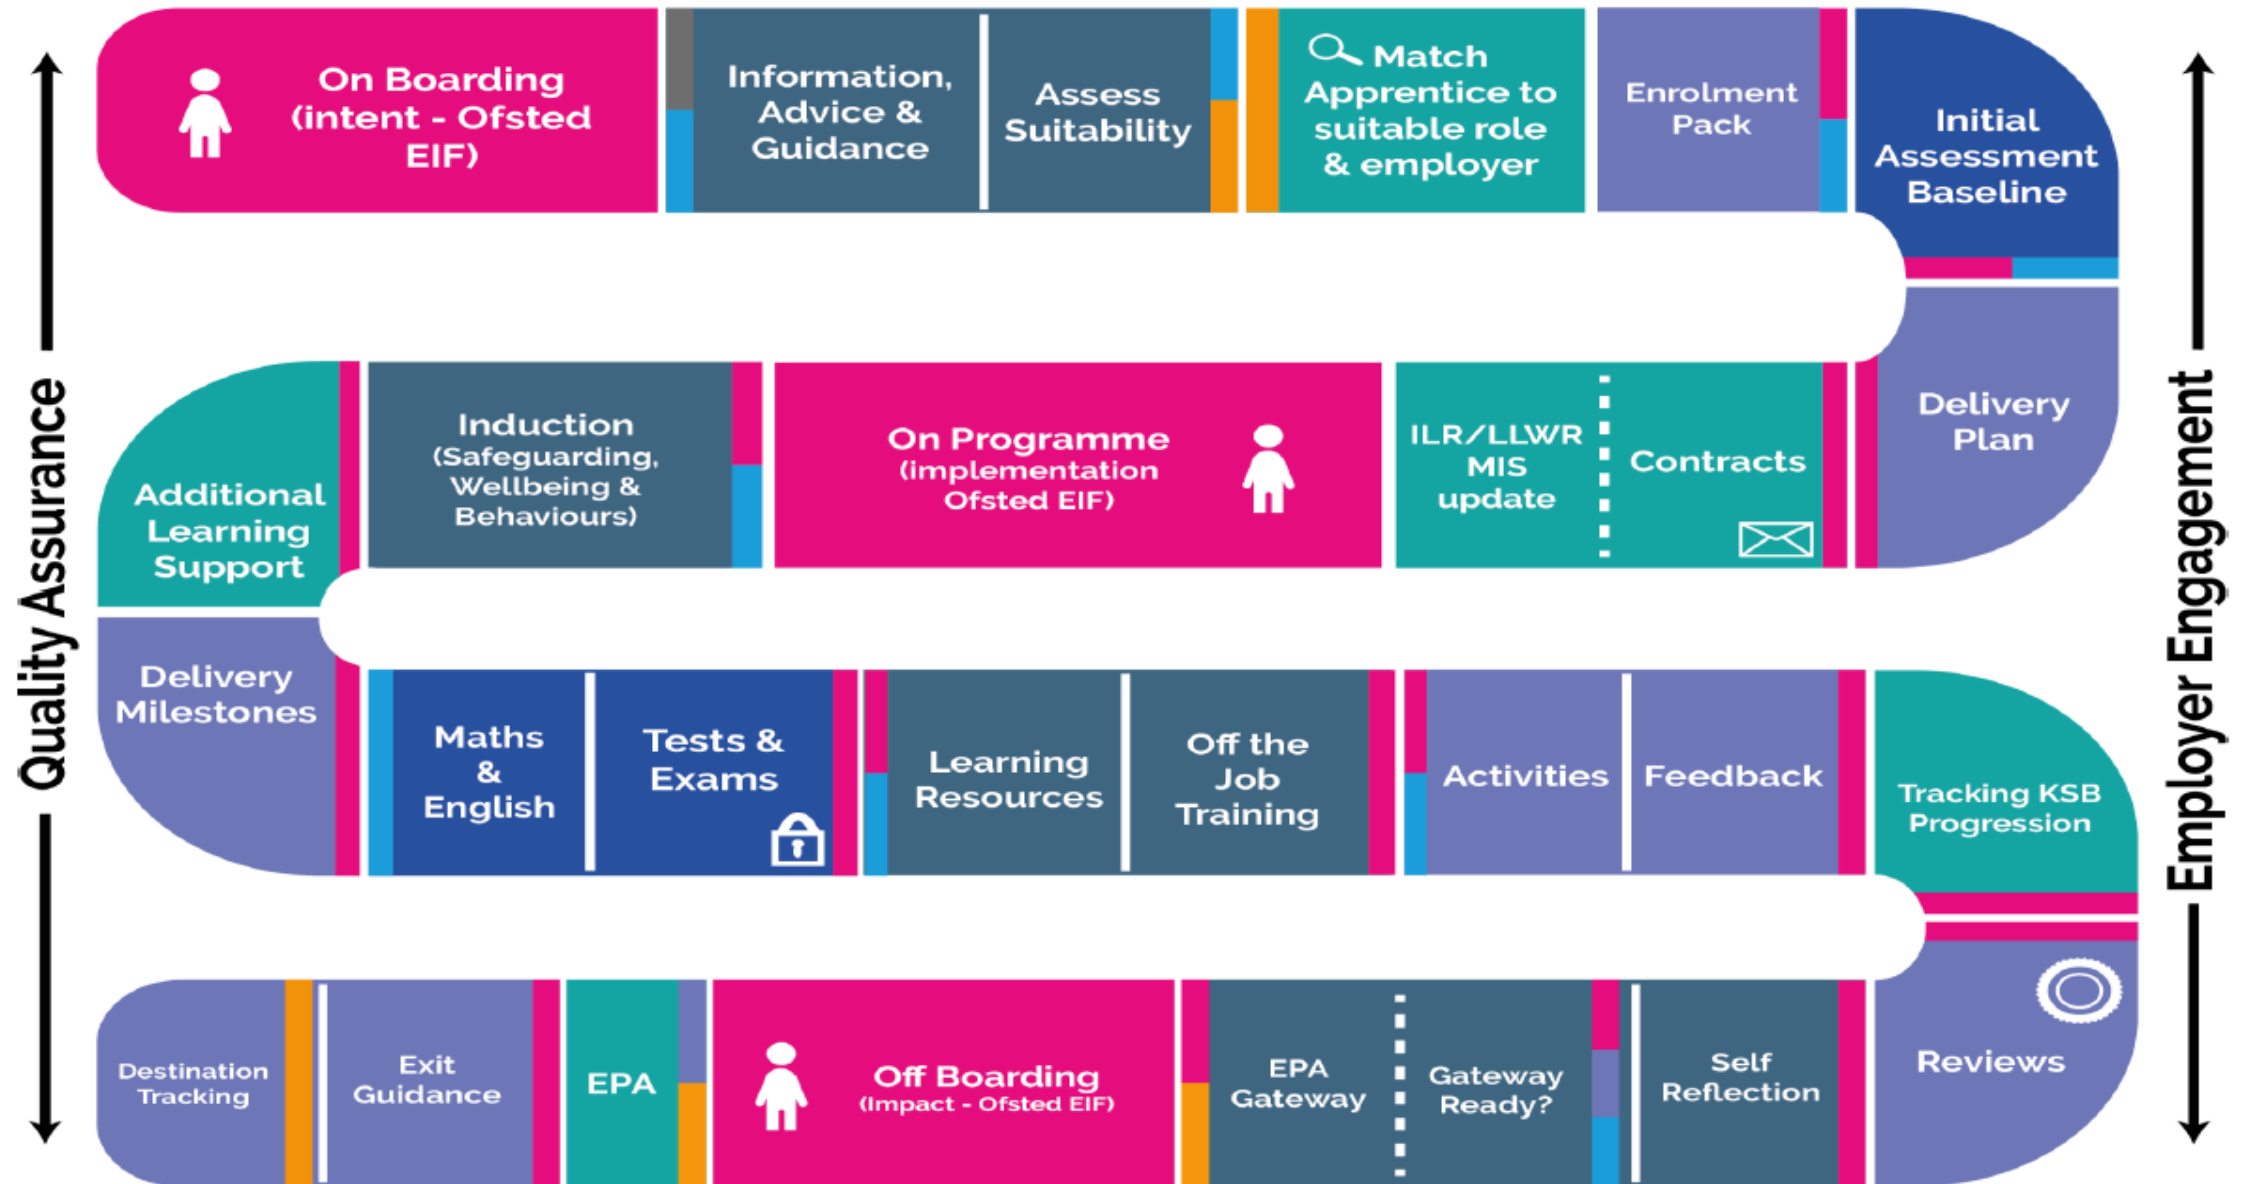 On Boarding
(intent - Ofsted
EIF)
Information,
Advice &
Guidance
Assess
Suitability
Match
Apprentice to
suitable role
& employer
Enrolment
Pack
Initial
Assessment
Baseline
Delivery
Plan
Contracts
ILR/LLWR
MIS
update
On Programme
(implementation
Ofsted EIF)
Induction
(Safeguarding,
Wellbeing &
Behaviours)
Additional
Learning
Support
Delivery
Milestones
Maths
&
English
Tests &
Exams
Learning
Resources
Off the
Job
Training
Activities
Feedback
Tracking KSB
Progression
Reviews
Self
Reflection
Gateway
Ready?
EPA
Gateway
Off Boarding
(Impact - Ofsted EIF)
EPA
Exit
Guidance
Destination
Tracking
Quality Assurance
Employer Engagement